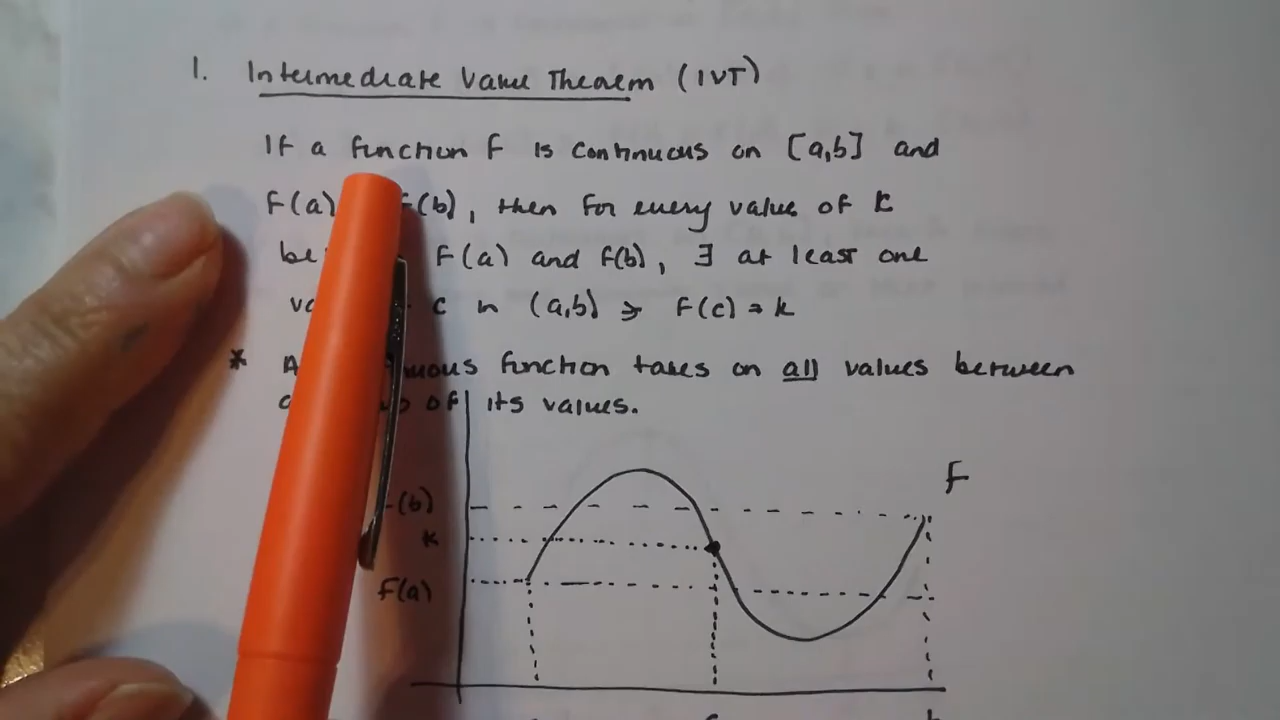 1. Intermediate Value Theorem (IVT)
If a function f is continuous on [a,b] and
f(a) f(b), then for every value of k
be f(a) and f(b), ∃ at least one
c in (a,b) ∋ f(c) = k
* function takes on all values between
of its values.
f
(b)
k
f(a)